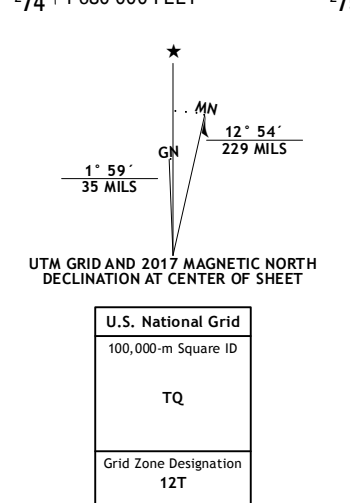 ²74
★
MN
GN
12° 54´
229 MILS
1° 59´
35 MILS
UTM GRID AND 2017 MAGNETIC NORTH
DECLINATION AT CENTER OF SHEET
U.S. National Grid
100,000-m Square ID
TQ
Grid Zone Designation
12T